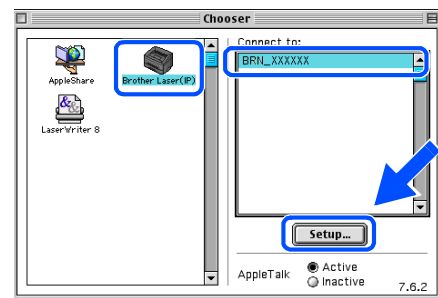 Chooser
Connect to:
BRN_XXXXXX
AppleShare
Brother Laser(IP)
LaserWriter 8
Setup...
AppleTalk
Active
Inactive
7.6.2